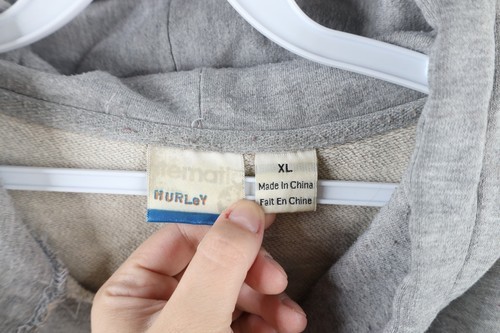 HURLEY
XL
Made In China
Fait En Chine